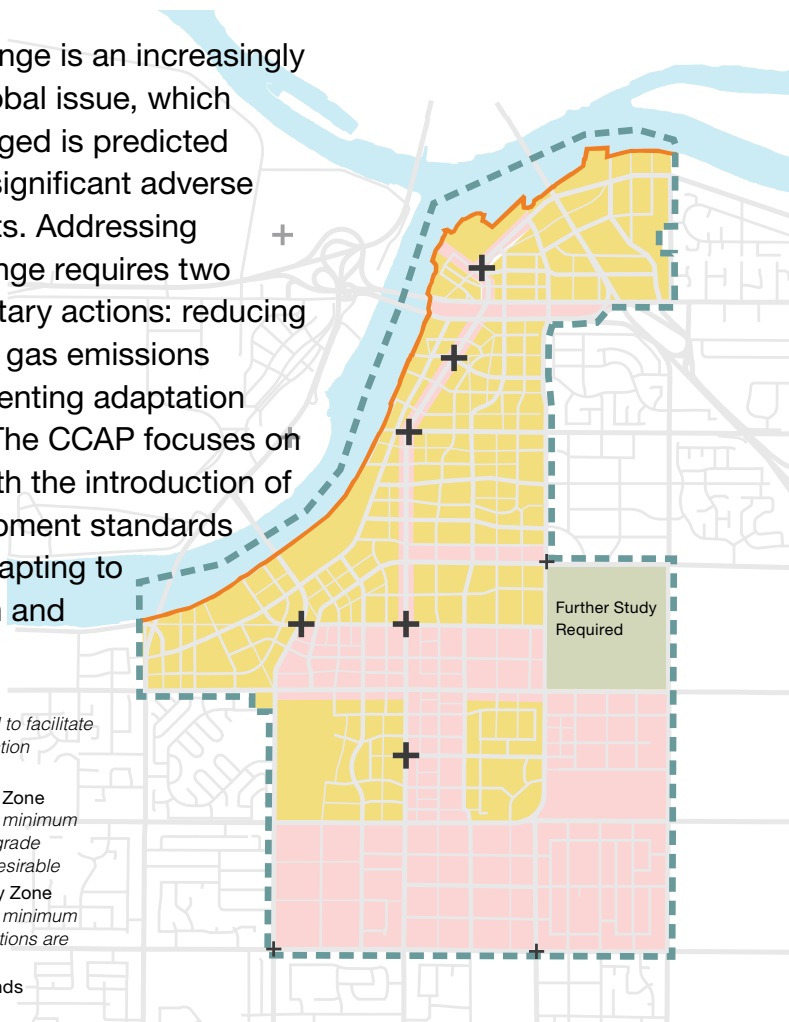 nge is an increasingly
obal issue, which
ged is predicted
significant adverse
ts. Addressing
nge requires two
tary actions: reducing
gas emissions
enting adaptation
The CCAP focuses on
th the introduction of
pment standards
apting to
n and
Further Study
Required
d to facilitate
tion
Zone
minimum
grade
esirable
y Zone
minimum
tions are
nds